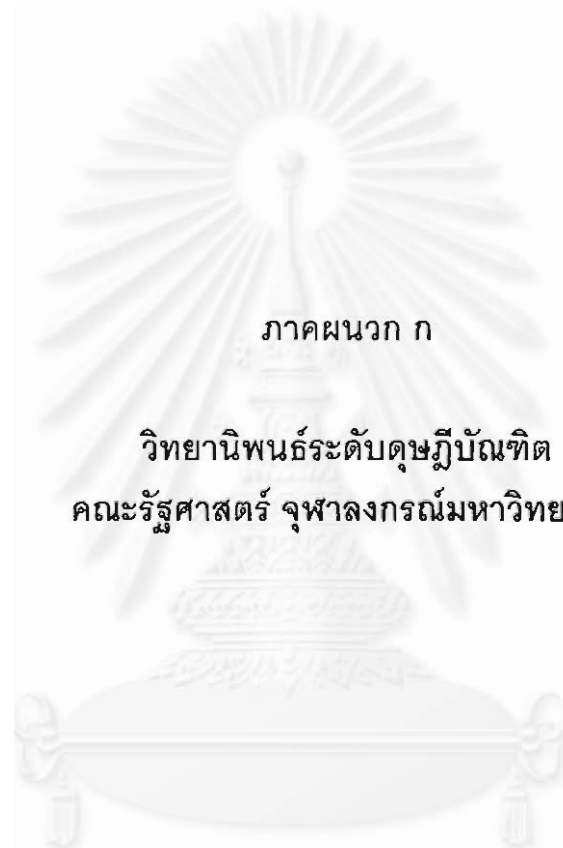 ภาคผนวก ก
วิทยานิพนธ์ระดับดุษฎีบัณฑิต
คณะรัฐศาสตร์ จุฬาลงกรณ์มหาวิทย